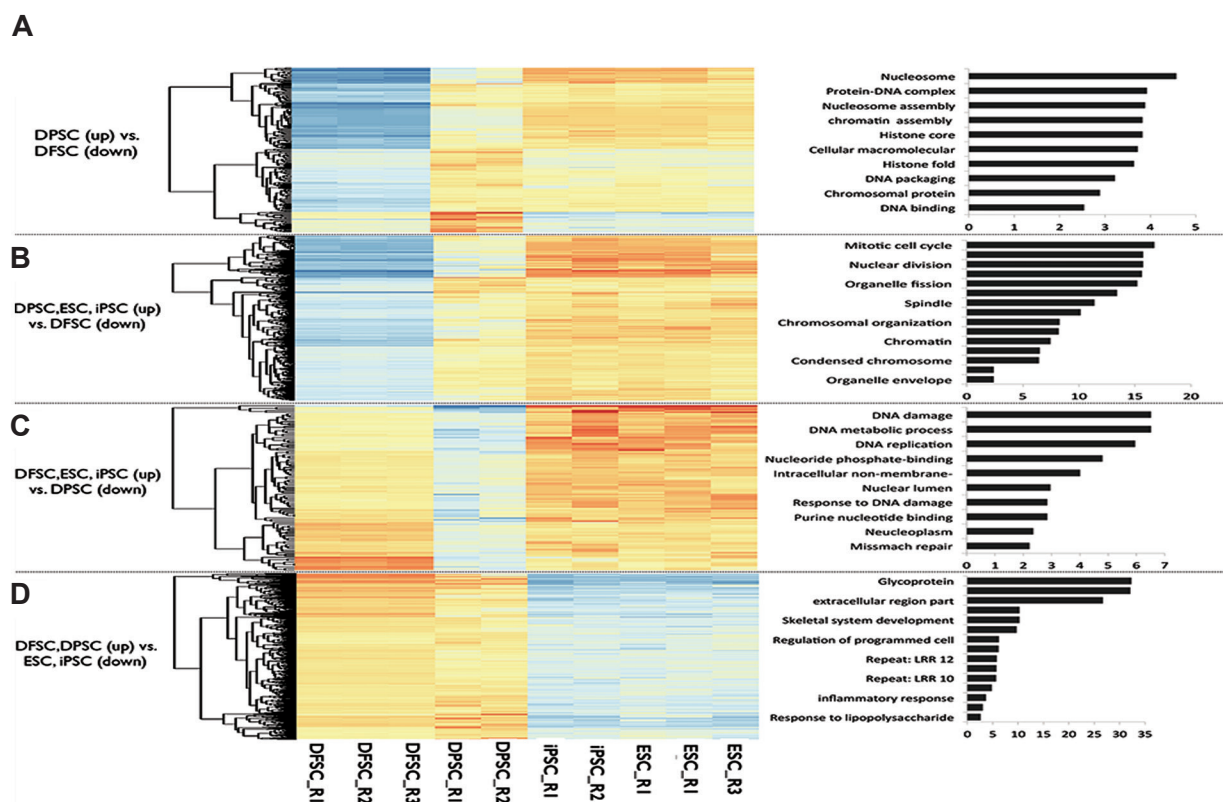 A
DPSC (up) vs.
DFSC (down)
Nucleosome
Protein-DNA complex
Nucleosome assembly
chromatin assembly
Histone core
Cellular macromolecular
Histone fold
DNA packaging
Chromosomal protein
DNA binding
0 1 2 3 4 5
B
DPSC,ESC, iPSC (up)
vs. DFSC (down)
Mitotic cell cycle
Nuclear division
Organelle fission
Spindle
Chromosomal organization
Chromatin
Condensed chromosome
Organelle envelope
0 5 10 15 20
C
DFSC,ESC, iPSC (up)
vs. DPSC (down)
DNA damage
DNA metabolic process
DNA replication
Nucleoride phosphate-binding
Intracellular non-membrane-
Nuclear lumen
Response to DNA damage
Purine nucleotide binding
Neucleoplasm
Missmach repair
0 1 2 3 4 5 6 7
D
DFSC,DPSC (up) vs.
ESC, iPSC (down)
Glycoprotein
extracellular region part
Skeletal system development
Regulation of programmed cell
Repeat: LRR 12
Repeat: LRR 10
inflammatory response
Response to lipopolysaccharide
0 5 10 15 20 25 30 35
DFSC_R1
DFSC_R2
DFSC_R3
DPSC_R1
DPSC_R2
iPSC_R1
iPSC_R2
ESC_R1
ESC_R1
ESC_R3